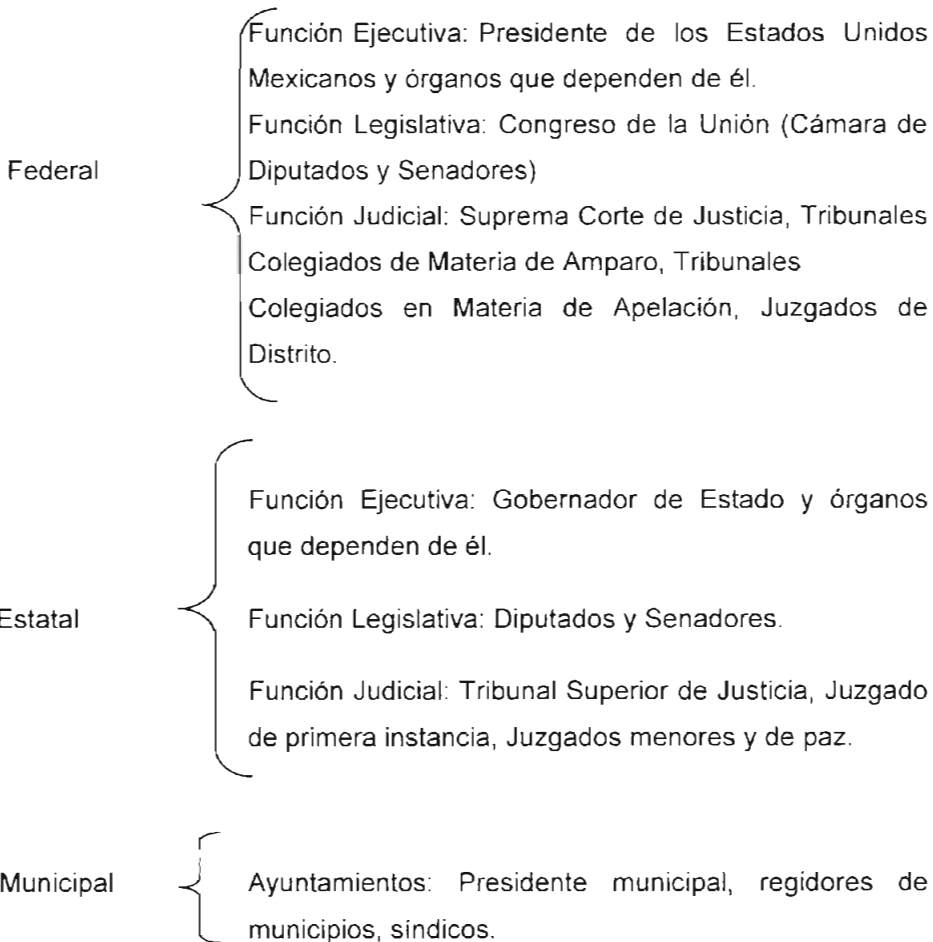 Función Ejecutiva: Presidente de los Estados Unidos
Mexicanos y órganos que dependen de él.
Función Legislativa: Congreso de la Unión (Cámara de
Federal
Diputados y Senadores)
Función Judicial: Suprema Corte de Justicia, Tribunales
Colegiados de Materia de Amparo, Tribunales
Colegiados en Materia de Apelación, Juzgados de
Distrito.
Función Ejecutiva: Gobernador de Estado y órganos
que dependen de él.
Estatal
Función Legislativa: Diputados y Senadores.
Función Judicial: Tribunal Superior de Justicia, Juzgado
de primera instancia, Juzgados menores y de paz.
Municipal
Ayuntamientos: Presidente municipal, regidores de
municipios, síndicos.